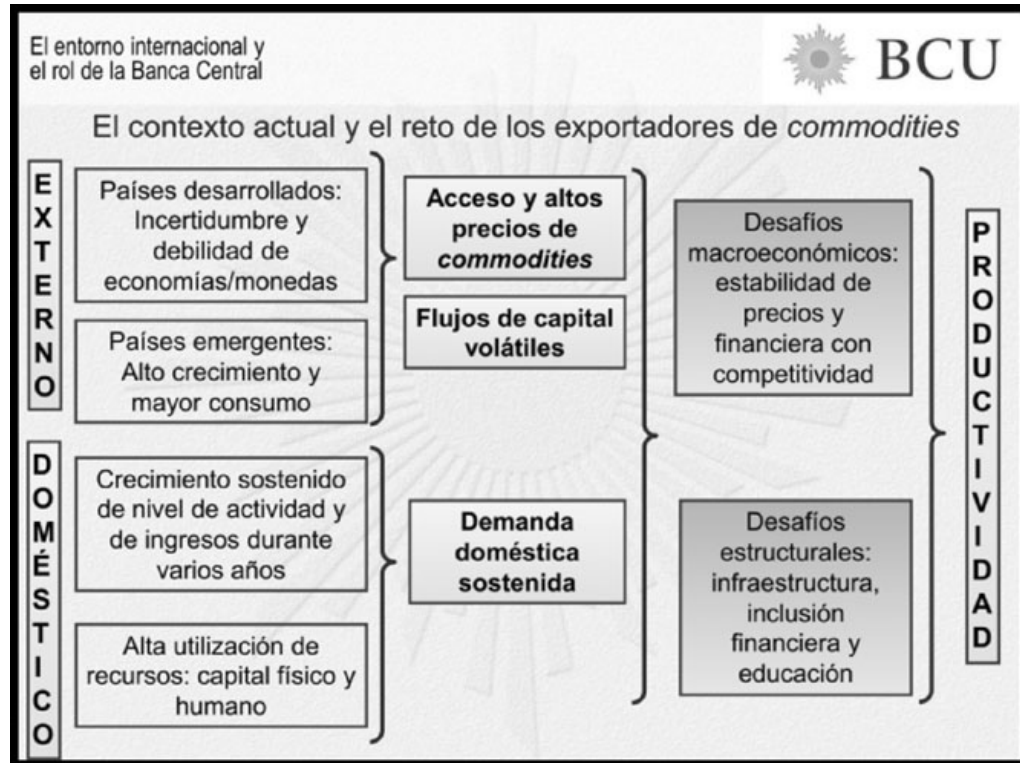 El entorno internacional y
el rol de la Banca Central
BCU
El contexto actual y el reto de los exportadores de commodities
EXTERNO
Países desarrollados:
Incertidumbre y
debilidad de
economías/monedas
Países emergentes:
Alto crecimiento y
mayor consumo
DOMÉSTICO
Crecimiento sostenido
de nivel de actividad y
de ingresos durante
varios años
Alta utilización de
recursos: capital físico y
humano
Acceso y altos
precios de
commodities
Flujos de capital
volátiles
Demanda
doméstica
sostenida
Desafíos
macroeconómicos:
estabilidad de
precios y
financiera con
competitividad
Desafíos
estructurales:
infraestructura,
inclusión
financiera y
educación
PRODUCTIVIDAD